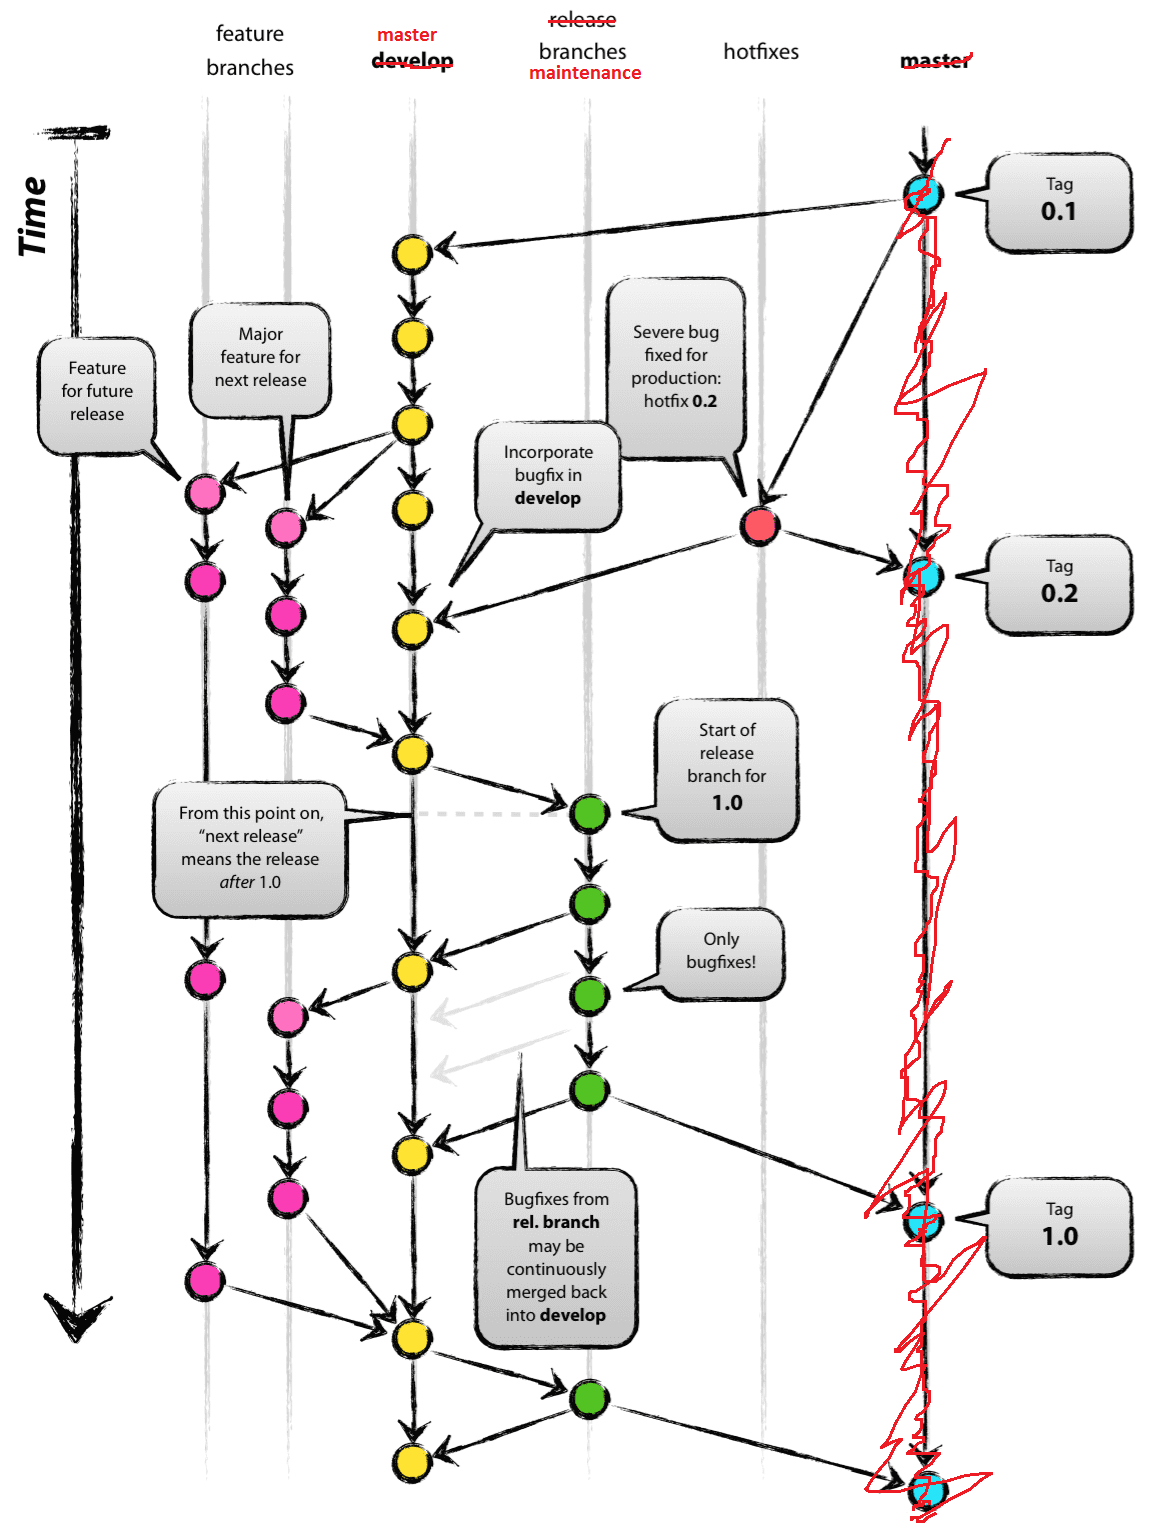 feature
branches
master
develop
release
branches
maintenance
hotfixes
master
Time
Tag
0.1
Major
feature for
next release
Feature
for future
release
Severe bug
fixed for
production:
hotfix 0.2
Incorporate
bugfix in
develop
Tag
0.2
Start of
release
branch for
1.0
From this point on,
“next release”
means the release
after 1.0
Only
bugfixes!
Bugfixes from
rel. branch
may be
continuously
merged back
into develop
Tag
1.0